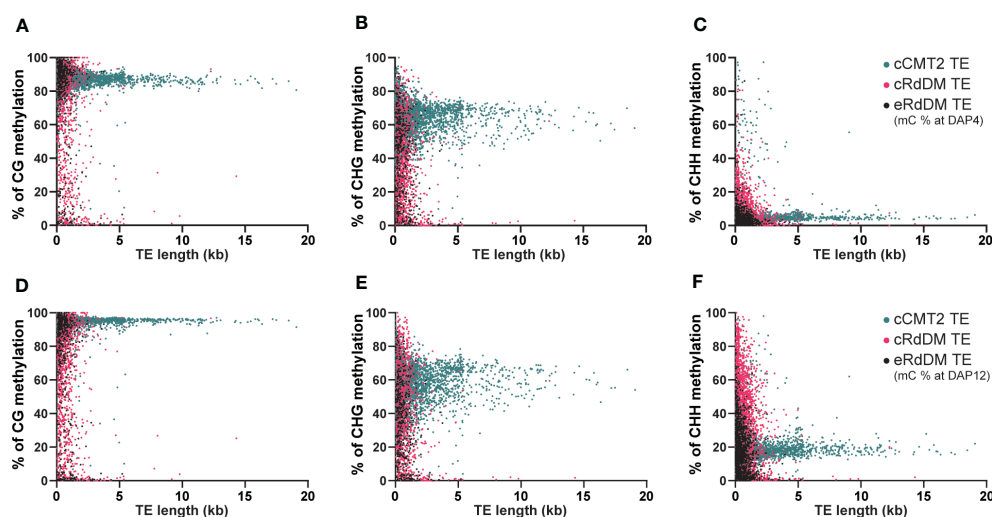 A
% of CG methylation
100
80
60
40
20
0
0 5 10 15 20
TE length (kb)
B
% of CHG methylation
100
80
60
40
20
0
0 5 10 15 20
TE length (kb)
C
% of CHH methylation
100
80
60
40
20
0
0 5 10 15 20
TE length (kb)
cCMT2 TE
cRdDM TE
eRdDM TE
(mC % at DAP4)
D
% of CG methylation
100
80
60
40
20
0
0 5 10 15 20
TE length (kb)
E
% of CHG methylation
100
80
60
40
20
0
0 5 10 15 20
TE length (kb)
F
% of CHH methylation
100
80
60
40
20
0
0 5 10 15 20
TE length (kb)
cCMT2 TE
cRdDM TE
eRdDM TE
(mC % at DAP12)